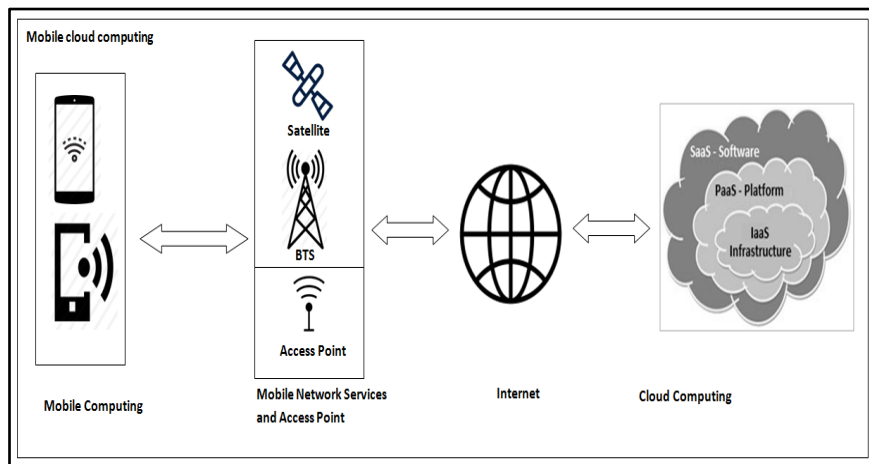 Mobile cloud computing
Satellite
BTS
Access Point
SaaS - Software
PaaS - Platform
IaaS
Infrastructure
Mobile Computing
Mobile Network Services
and Access Point
Internet
Cloud Computing